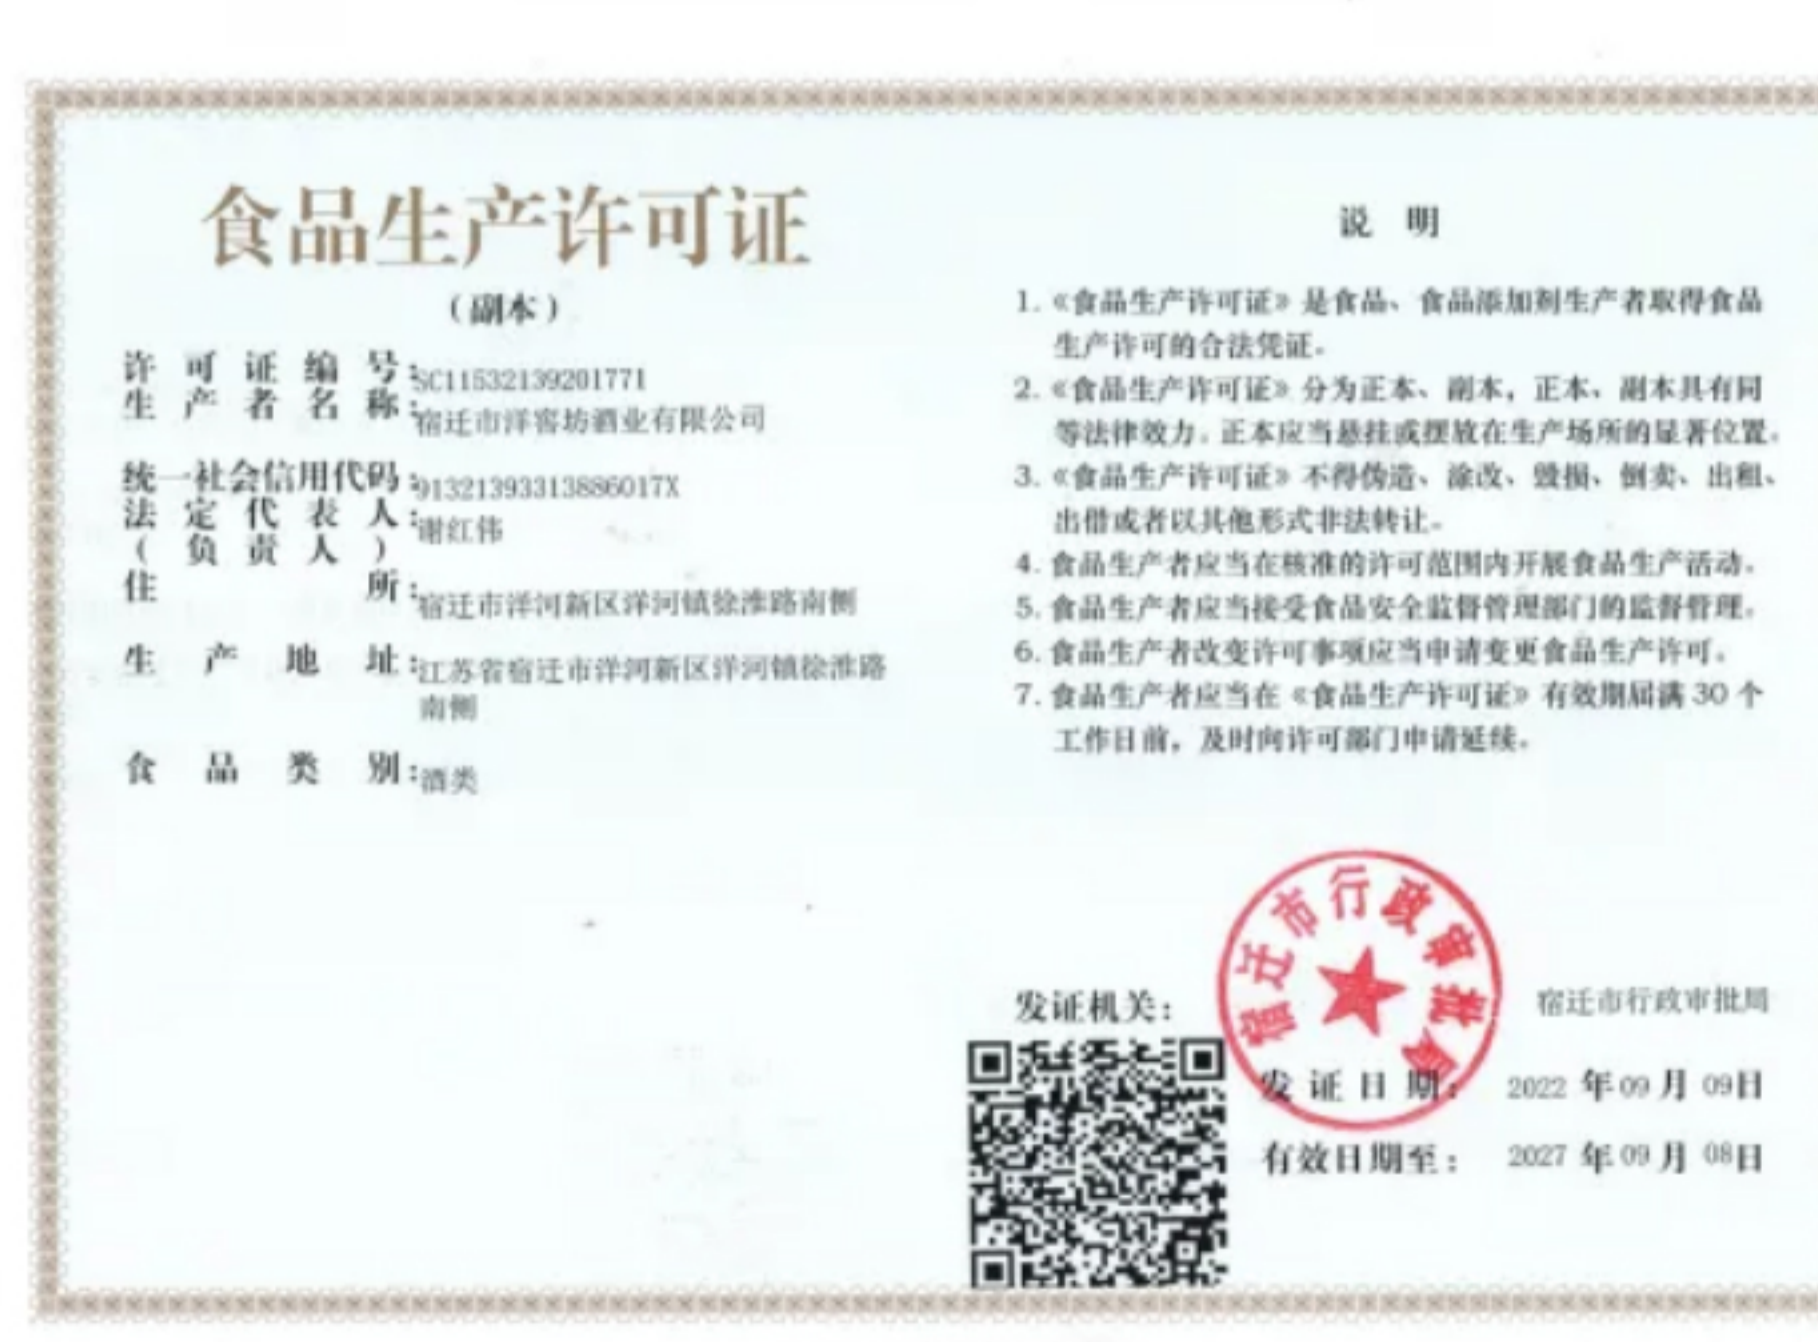 食品生产许可证
（副本）
许可证编号：SC11532139201771
生产者名称：宿迁市洋窖坊酒业有限公司
统一社会信用代码：91321393313886017X
法定代表人：谢红伟
（负责人）
住所：宿迁市洋河新区洋河镇徐淮路南侧
生产地址：江苏省宿迁市洋河新区洋河镇徐淮路
南侧
食品类别：酒类
说明
1. 《食品生产许可证》是食品、食品添加剂生产者取得食品
生产许可的合法凭证。
2. 《食品生产许可证》分为正本、副本，正本、副本具有同
等法律效力。正本应当悬挂或摆放在生产场所的显著位置。
3. 《食品生产许可证》不得伪造、涂改、毁损、倒卖、出租、
出借或者以其他形式非法转让。
4. 食品生产者应当在核准的许可范围内开展食品生产活动。
5. 食品生产者应当接受食品安全监督管理部门的监督管理。
6. 食品生产者改变许可事项应当申请变更食品生产许可。
7. 食品生产者应当在《食品生产许可证》有效期届满 30 个
工作日前，及时向许可部门申请延续。
宿迁市行政审批局
发证机关：宿迁市行政审批局
发证日期：2022 年 09 月 09日
有效日期至：2027 年 09 月 08日